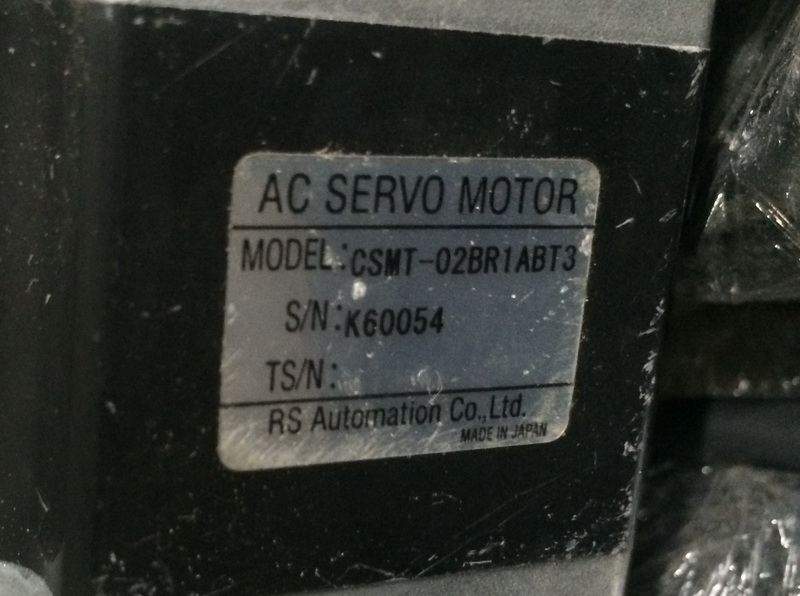 AC SERVO MOTOR
MODEL:CSMT-02BR1ABT3
S/N:K60054
TS/N:
RS Automation Co.,Ltd.
MADE IN JAPAN